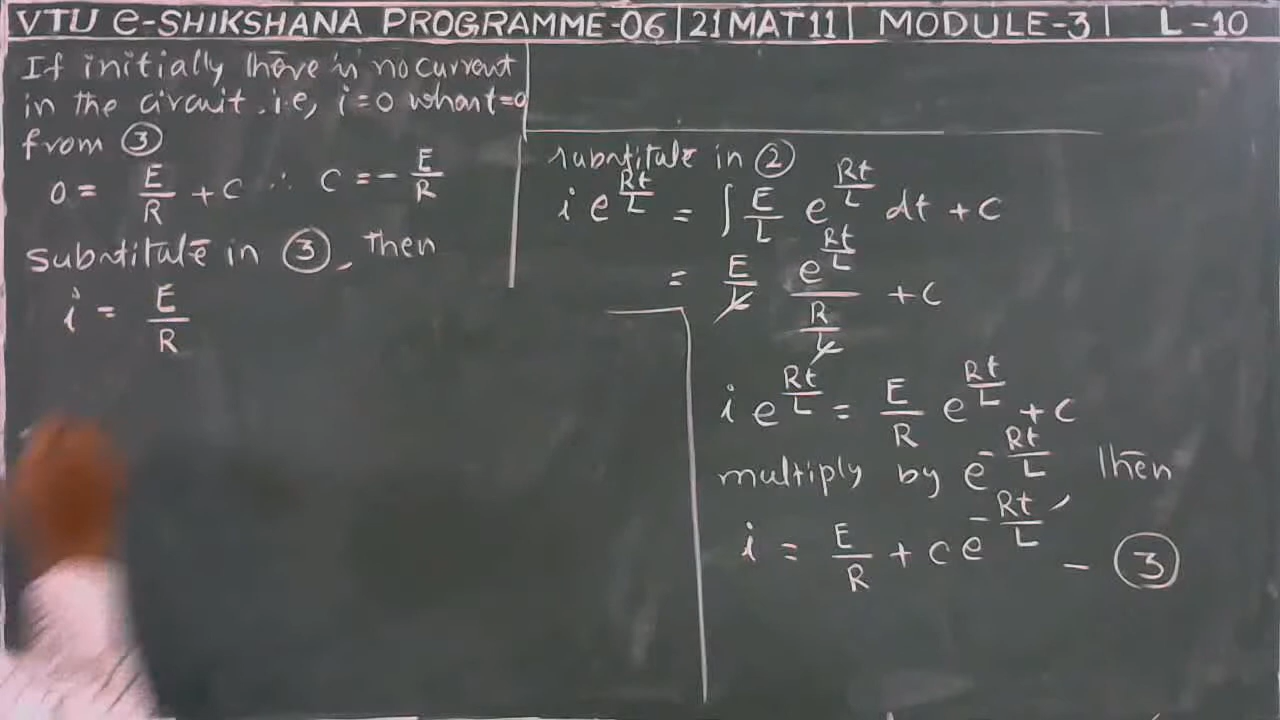 VTU e-SHIKSHANA PROGRAMME-06 | 21MAT11 | MODULE-3 | L-10
If initially there is no current
in the circuit .i.e, i=0 when t=0
from ③
0 = E/R + C ∴ C = - E/R
substitute in ③, then
i = E/R
substitute in ②
i e^(Rt/L) = ∫ E/L e^(Rt/L) dt + C
= E/L e^(Rt/L)/(R/L) + C
i e^(Rt/L) = E/R e^(Rt/L) + C
multiply by e^(-Rt/L) then
i = E/R + C e^(-Rt/L) - ③